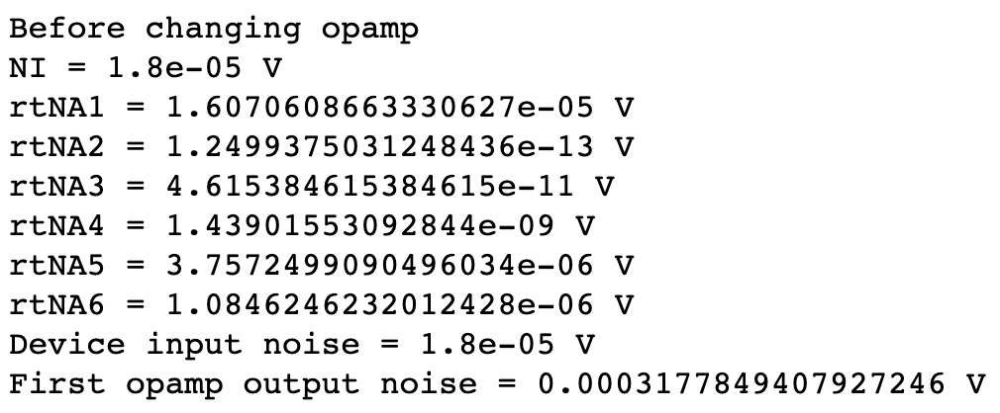 Before changing opamp
NI = 1.8e-05 V
rtNA1 = 1.6070608663330627e-05 V
rtNA2 = 1.2499375031248436e-13 V
rtNA3 = 4.615384615384615e-11 V
rtNA4 = 1.43901553092844e-09 V
rtNA5 = 3.7572499090496034e-06 V
rtNA6 = 1.0846246232012428e-06 V
Device input noise = 1.8e-05 V
First opamp output noise = 0.0003177849407927246 V